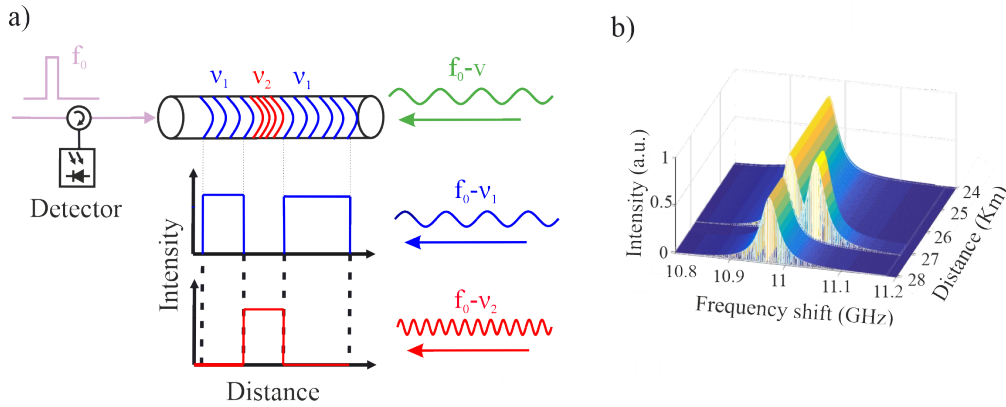 a)
f₀
ν₁
ν₂
ν₁
f₀-ν
Detector
Intensity
f₀-ν₁
f₀-ν₂
Distance
b)
Intensity (a.u.)
1
0.5
0
10.8
10.9
11
11.1
11.2
Frequency shift (GHz)
24
25
26
27
28
Distance (Km)